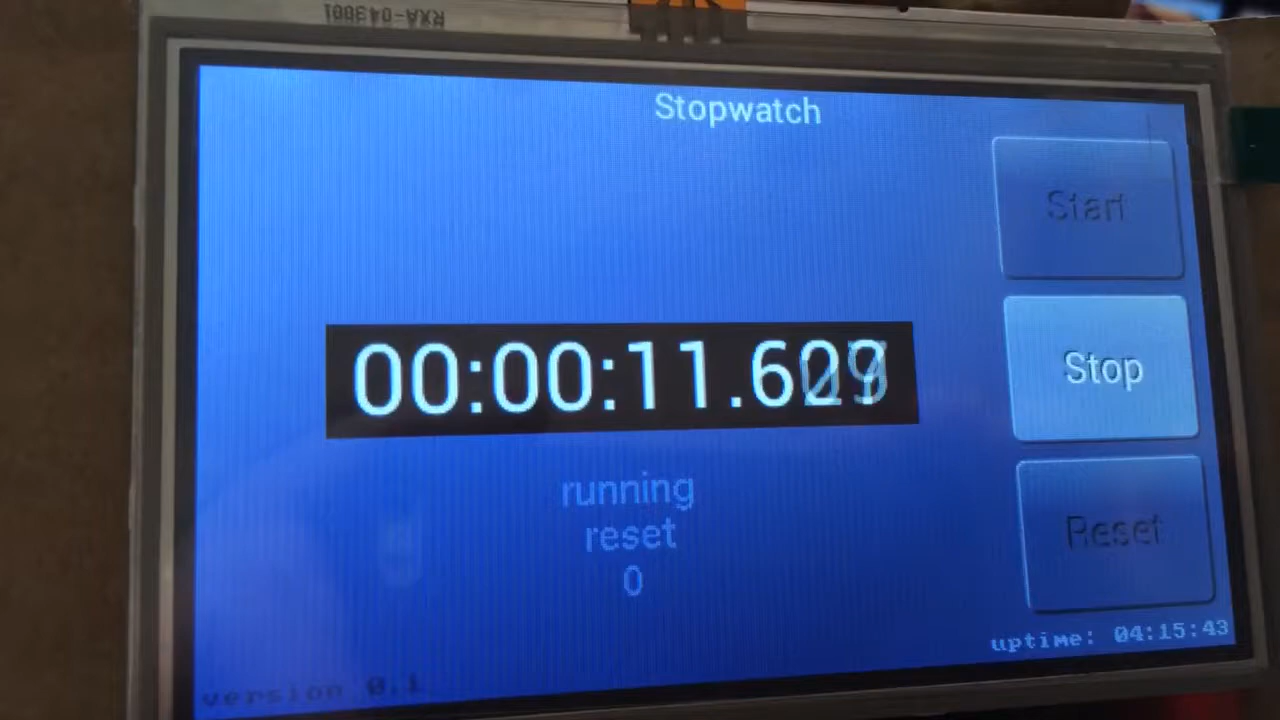 RXA-043001
Stopwatch
Start
00:00:11.6
Stop
running
reset
0
Reset
uptime: 04:15:43
version 0.1